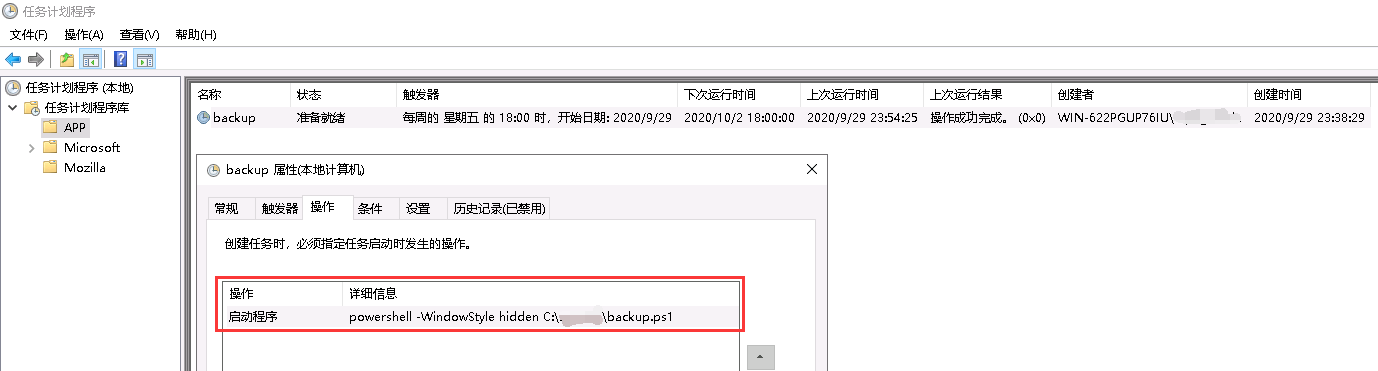 任务计划程序
文件(F) 操作(A) 查看(V) 帮助(H)
任务计划程序 (本地)
任务计划程序库
APP
Microsoft
Mozilla
名称 状态 触发器 下次运行时间 上次运行时间 上次运行结果 创建者 创建时间
backup 准备就绪 每周的 星期五 的 18:00 时，开始日期: 2020/9/29 2020/10/2 18:00:00 2020/9/29 23:54:25 操作成功完成。 (0x0) WIN-622PGUP76IU\ 2020/9/29 23:38:29
backup 属性(本地计算机)
常规 触发器 操作 条件 设置 历史记录(已禁用)
创建任务时，必须指定任务启动时发生的操作。
操作 详细信息
启动程序 powershell -WindowStyle hidden C:\ \backup.ps1